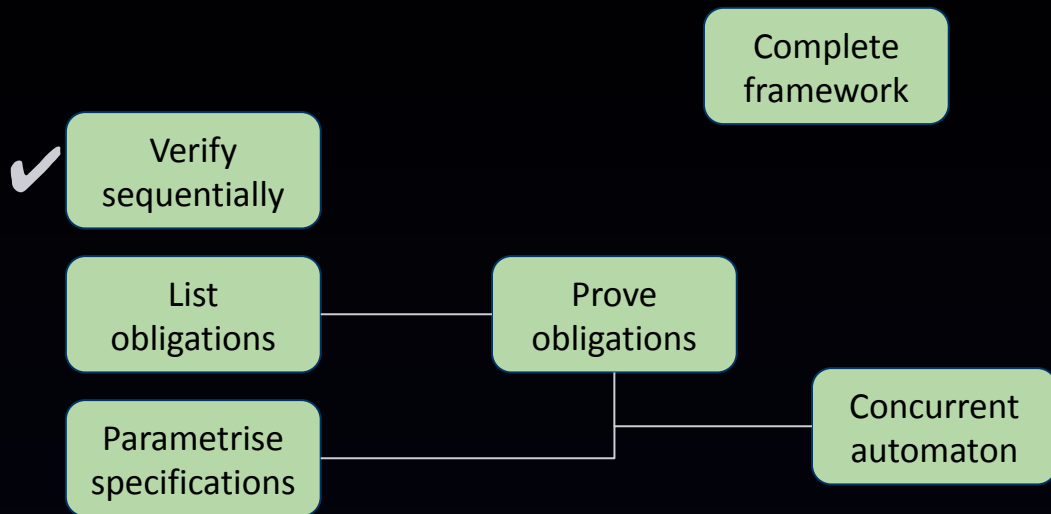 Complete
framework
Verify
sequentially
List
obligations
Prove
obligations
Parametrise
specifications
Concurrent
automaton